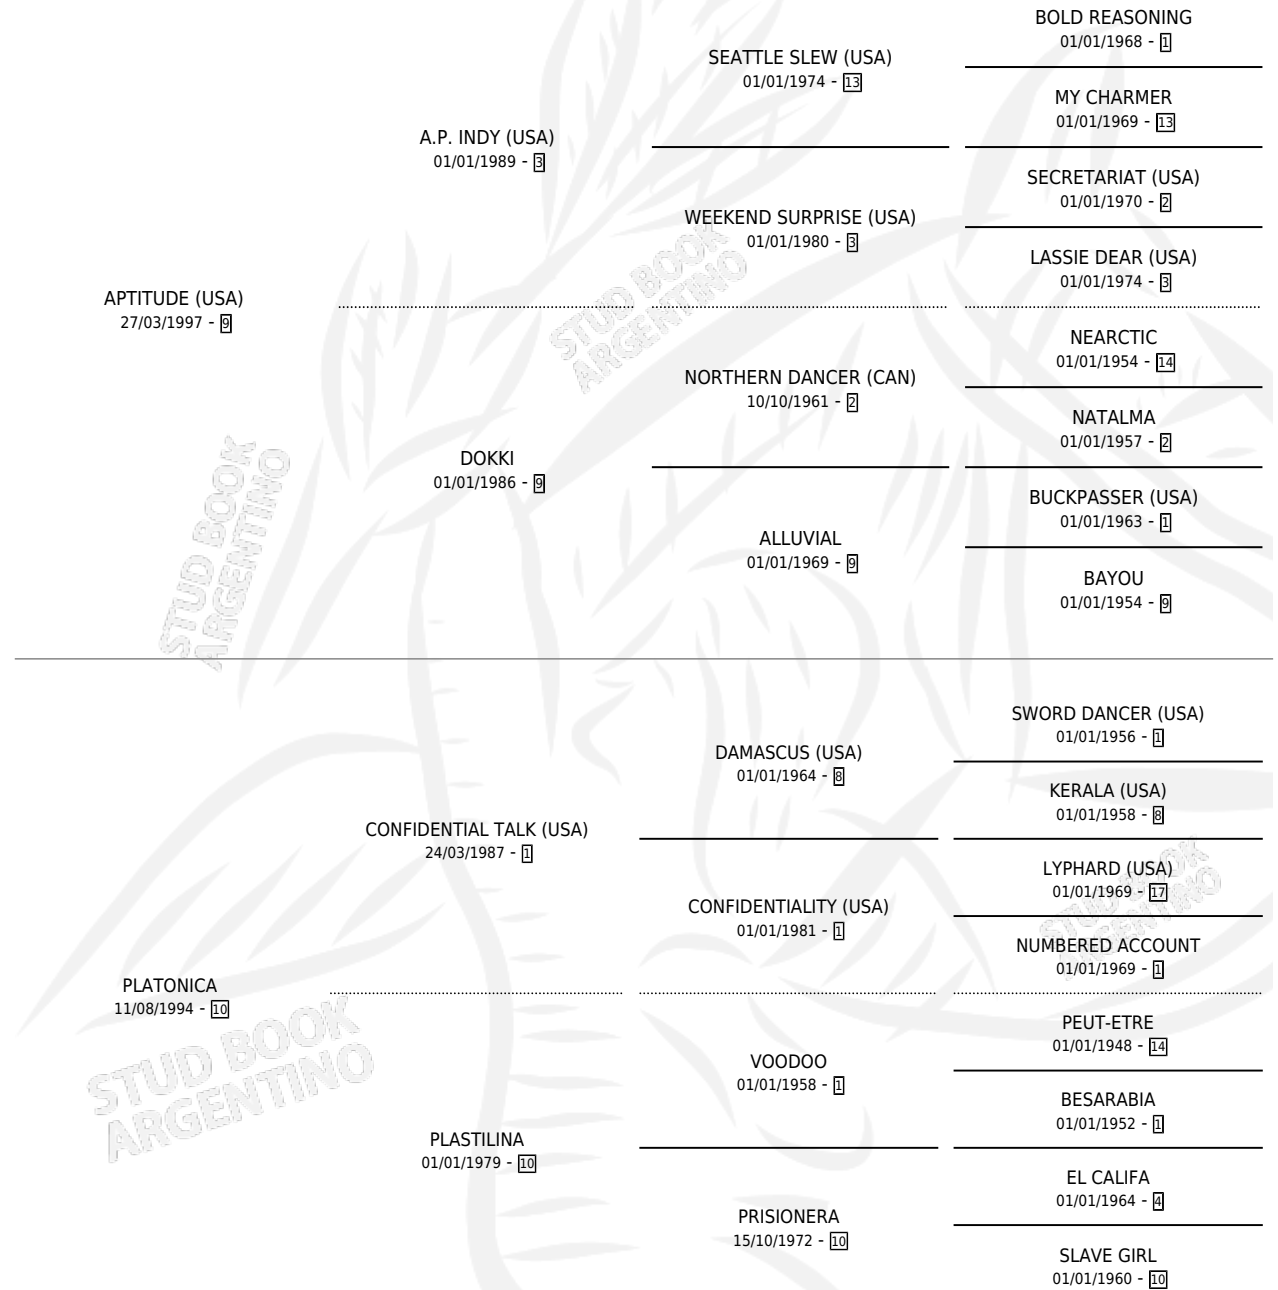 BOLD REASONING
01/01/1968 - 1
SEATTLE SLEW (USA)
01/01/1974 - 13
MY CHARMER
01/01/1969 - 13
A.P. INDY (USA)
01/01/1989 - 3
SECRETARIAT (USA)
01/01/1970 - 2
WEEKEND SURPRISE (USA)
01/01/1980 - 3
LASSIE DEAR (USA)
01/01/1974 - 3
APTITUDE (USA)
27/03/1997 - 9
NEARCTIC
01/01/1954 - 14
NORTHERN DANCER (CAN)
10/10/1961 - 2
NATALMA
01/01/1957 - 2
DOKKI
01/01/1986 - 9
BUCKPASSER (USA)
01/01/1963 - 1
ALLUVIAL
01/01/1969 - 9
BAYOU
01/01/1954 - 9
SWORD DANCER (USA)
01/01/1956 - 1
DAMASCUS (USA)
01/01/1964 - 8
KERALA (USA)
01/01/1958 - 8
CONFIDENTIAL TALK (USA)
24/03/1987 - 1
LYPHARD (USA)
01/01/1969 - 17
CONFIDENTIALITY (USA)
01/01/1981 - 1
NUMBERED ACCOUNT
01/01/1969 - 1
PLATONICA
11/08/1994 - 10
PEUT-ETRE
01/01/1948 - 14
VOODOO
01/01/1958 - 1
BESARABIA
01/01/1952 - 1
PLASTILINA
01/01/1979 - 10
EL CALIFA
01/01/1964 - 4
PRISIONERA
15/10/1972 - 10
SLAVE GIRL
01/01/1960 - 10
STUD BOOK
ARGENTINO
STUD BOOK
ARGENTINO
STUD BOOK
ARGENTINO
STUD BOOK
ARGENTINO